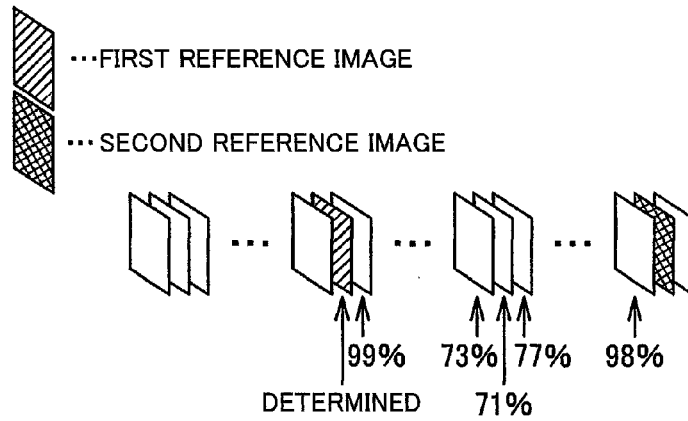 ···FIRST REFERENCE IMAGE
···SECOND REFERENCE IMAGE
··· ··· ···
99% 73% 77% 98%
DETERMINED 71%